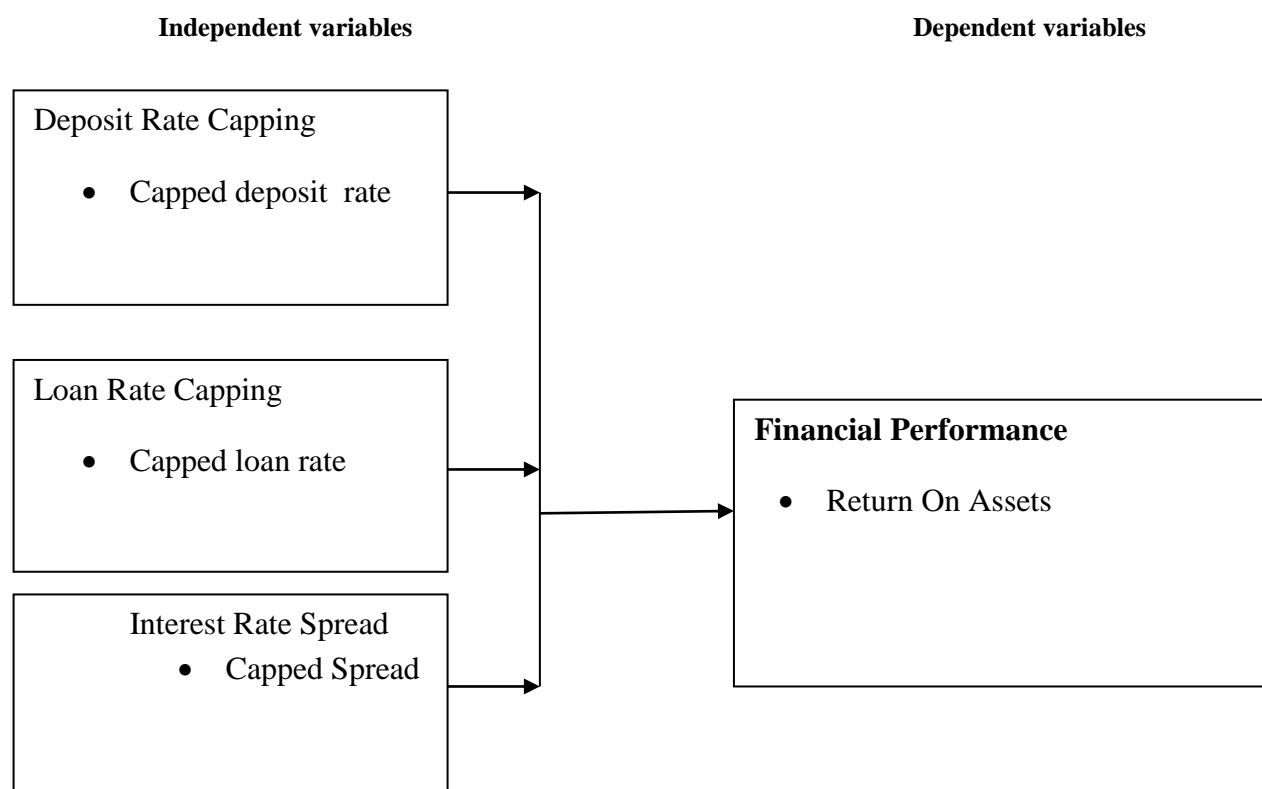 Independent variables
Dependent variables
Deposit Rate Capping
• Capped deposit rate
Loan Rate Capping
• Capped loan rate
Interest Rate Spread
• Capped Spread
Financial Performance
• Return On Assets